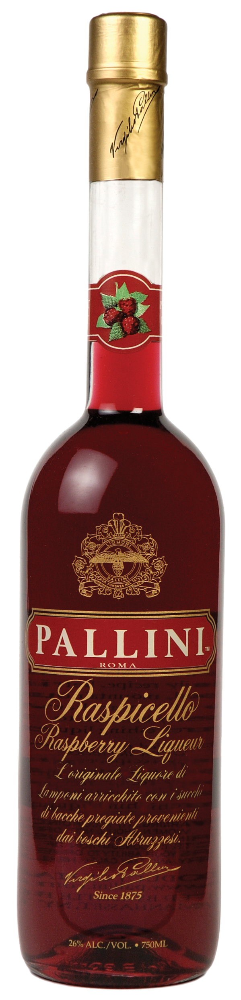 Virgilio Pallini
LIQUORI
PALLINI
CASA FONDATA NEL 1875
PALLINI™
ROMA
Raspicello
Raspberry Liqueur
L'originale Liquore di
Lamponi arricchito con i succhi
di bacche pregiate provenienti
dai boschi Abruzzesi.
Virgilio Pallini
Since 1875
26% ALC./VOL. • 750ML